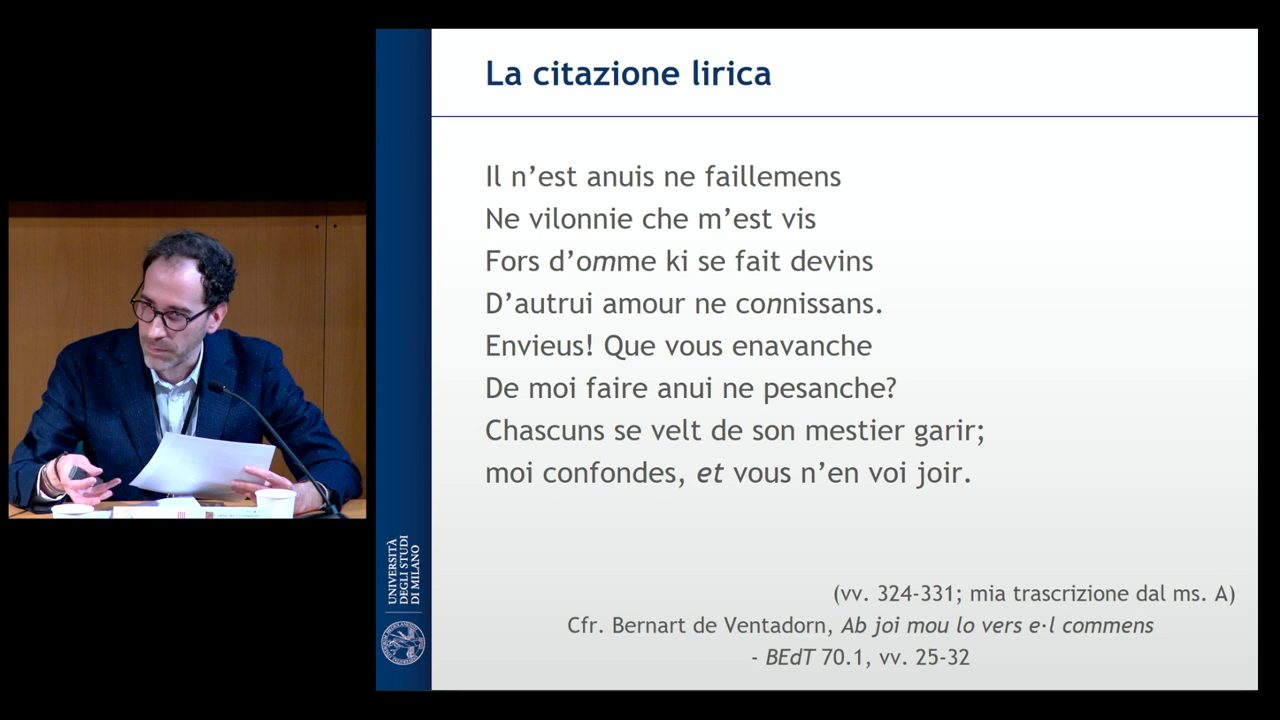 La citazione lirica
Il n’est anuis ne faillemens
Ne vilonnie che m’est vis
Fors d’omme ki se fait devins
D’autrui amour ne connissans.
Envieus! Que vous enavanche
De moi faire anui ne pesanche?
Chascuns se velt de son mestier garir;
moi confondes, et vous n’en voi joir.
(vv. 324-331; mia trascrizione dal ms. A)
Cfr. Bernart de Ventadorn, Ab joi mou lo vers e·l commens
- BEdT 70.1, vv. 25-32
UNIVERSITÀ
DEGLI STUDI
DI MILANO